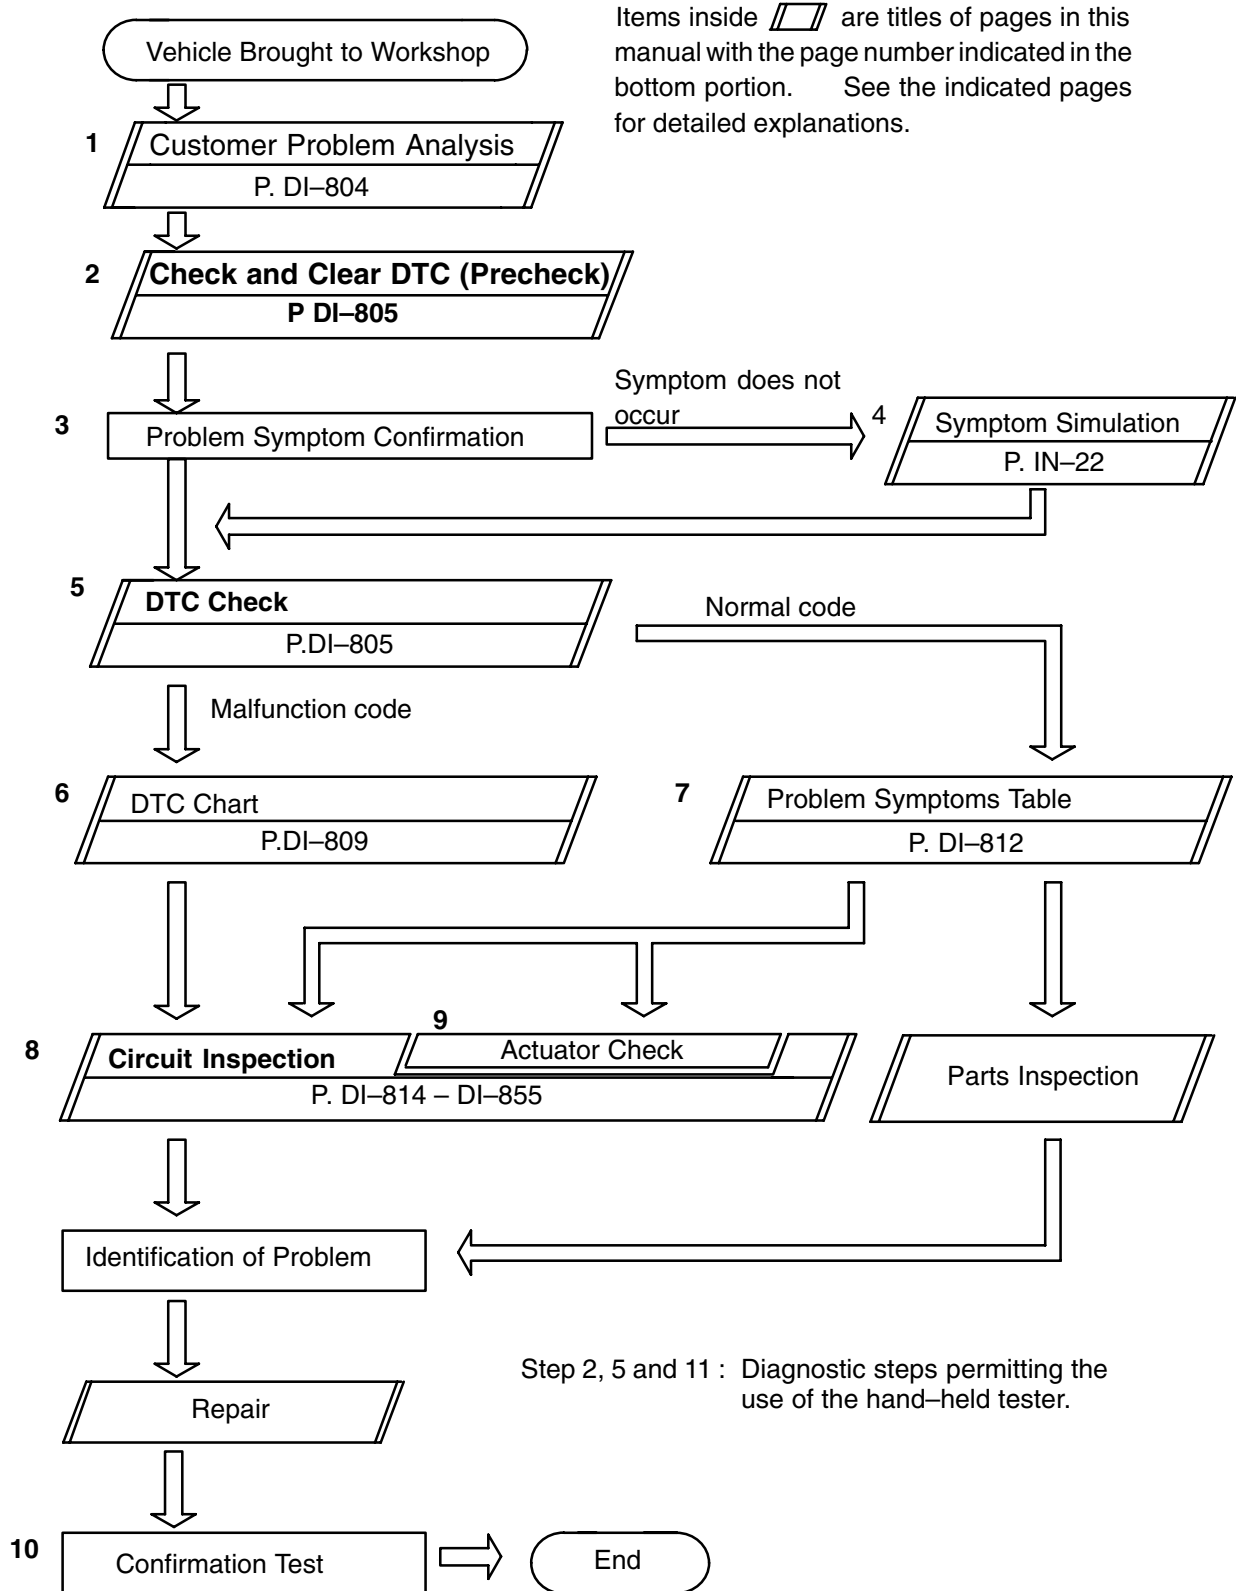 Vehicle Brought to Workshop
Items inside are titles of pages in this
manual with the page number indicated in the
bottom portion. See the indicated pages
for detailed explanations.
1
Customer Problem Analysis
P. DI–804
2
Check and Clear DTC (Precheck)
P DI–805
3
Problem Symptom Confirmation
Symptom does not
occur
4
Symptom Simulation
P. IN–22
5
DTC Check
P.DI–805
Normal code
Malfunction code
6
DTC Chart
P.DI–809
7
Problem Symptoms Table
P. DI–812
8
Circuit Inspection
9
Actuator Check
P. DI–814 – DI–855
Parts Inspection
Identification of Problem
Step 2, 5 and 11 : Diagnostic steps permitting the
use of the hand–held tester.
Repair
10
Confirmation Test
End